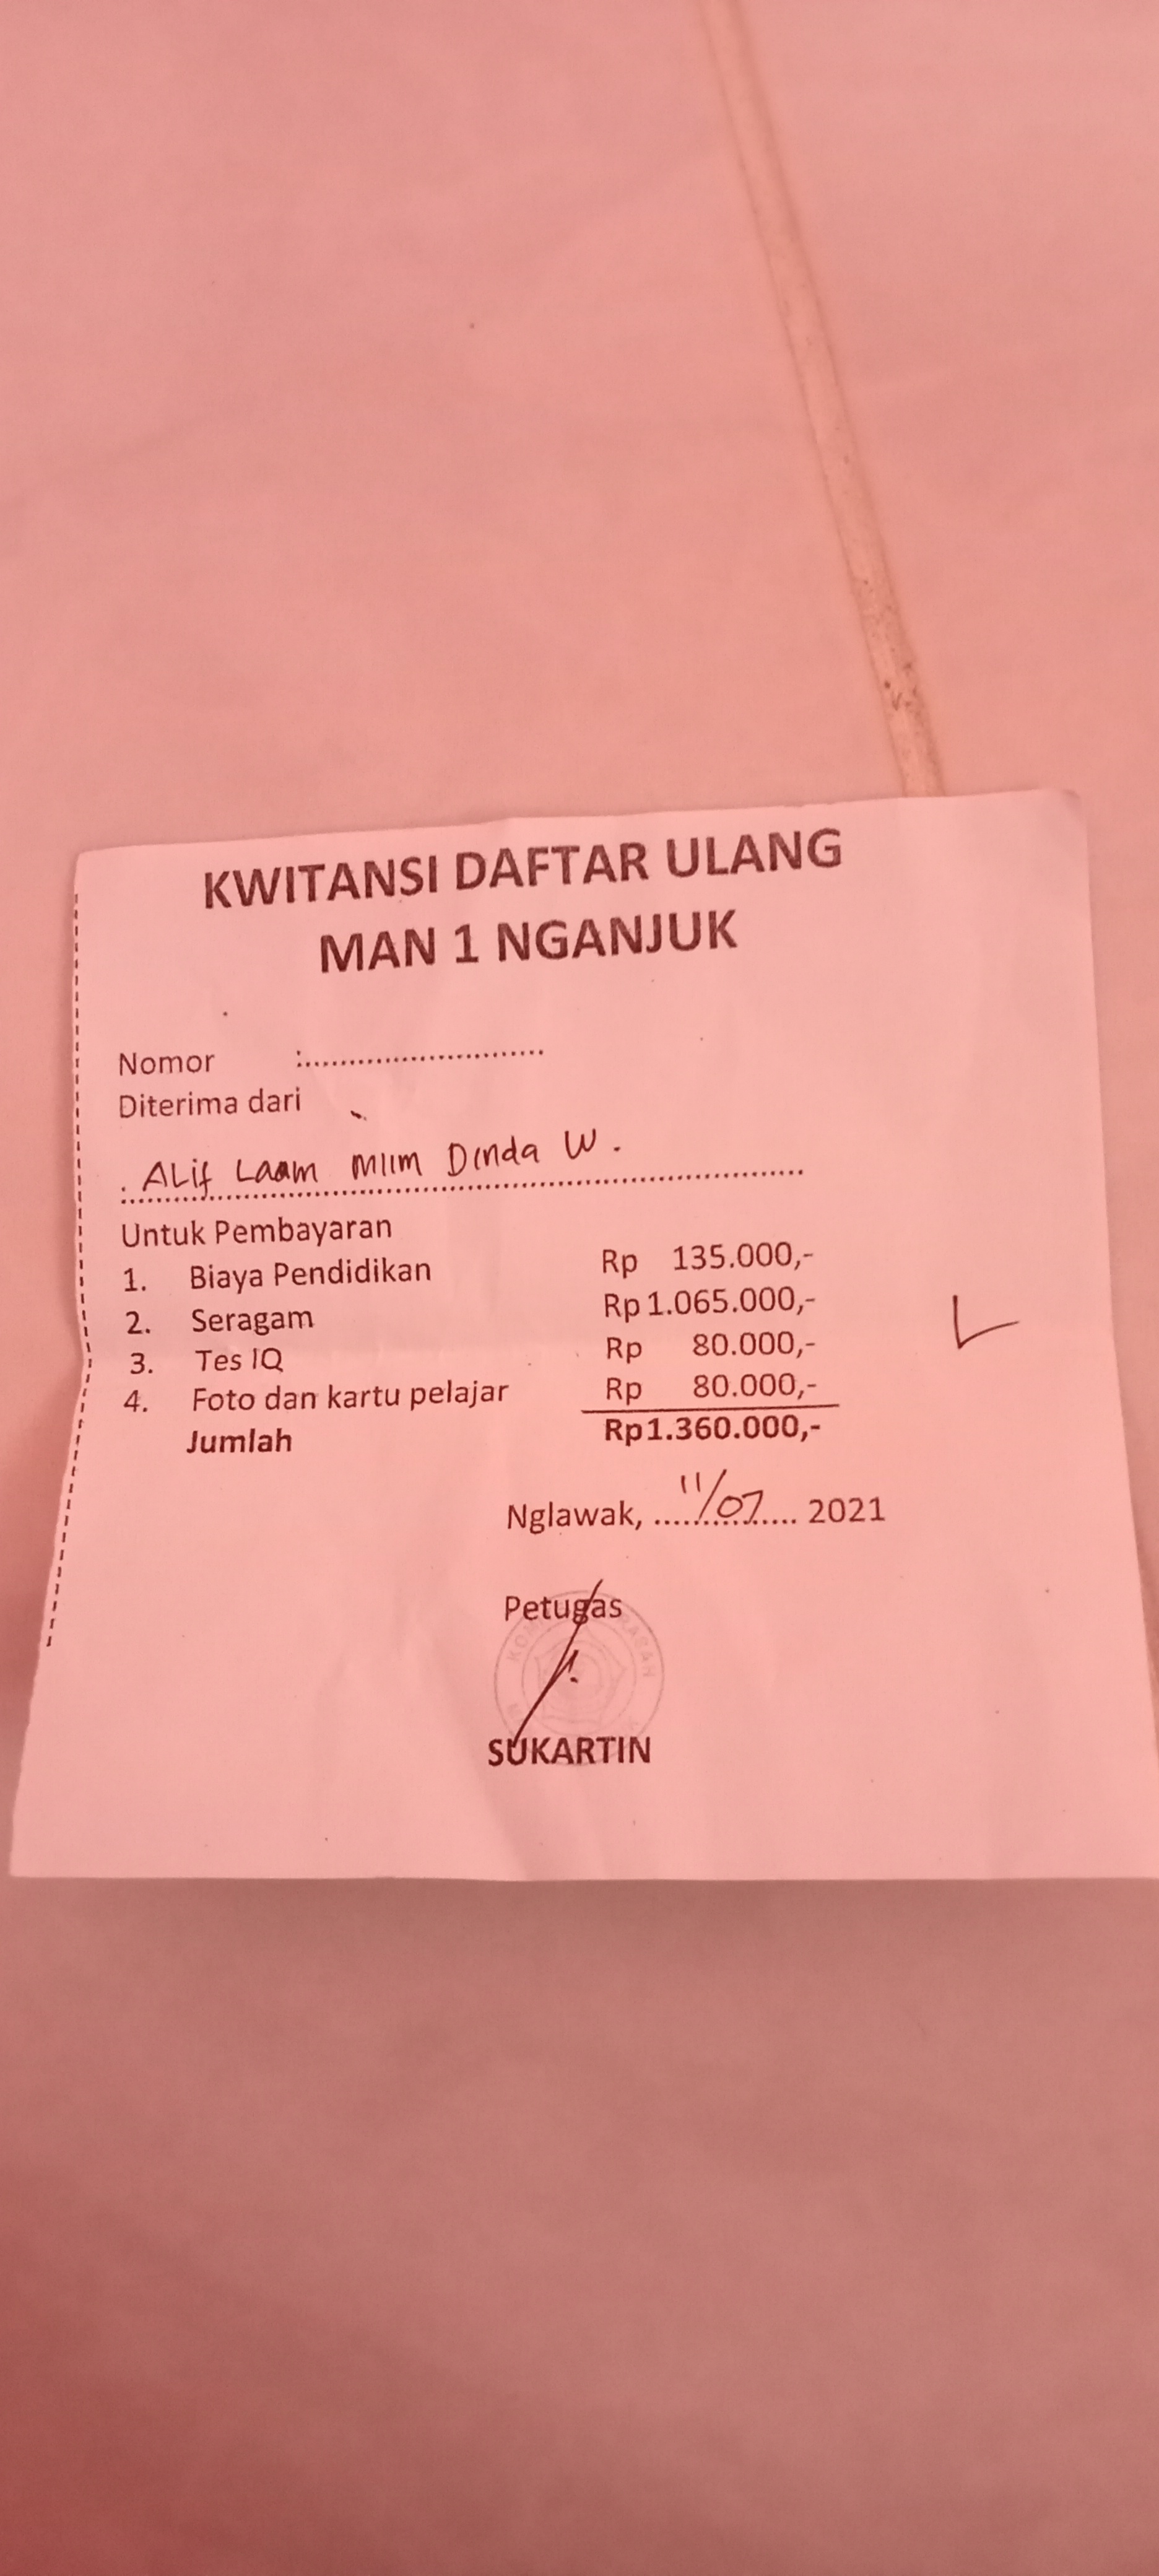 KWITANSI DAFTAR ULANG
MAN 1 NGANJUK
Nomor :...........................
Diterima dari
ALif Laam Miim Dinda W.
Untuk Pembayaran
1. Biaya Pendidikan Rp 135.000,-
2. Seragam Rp 1.065.000,-
3. Tes IQ Rp 80.000,-
4. Foto dan kartu pelajar Rp 80.000,-
Jumlah Rp1.360.000,-
Nglawak, 11/07 2021
Petugas
SUKARTIN